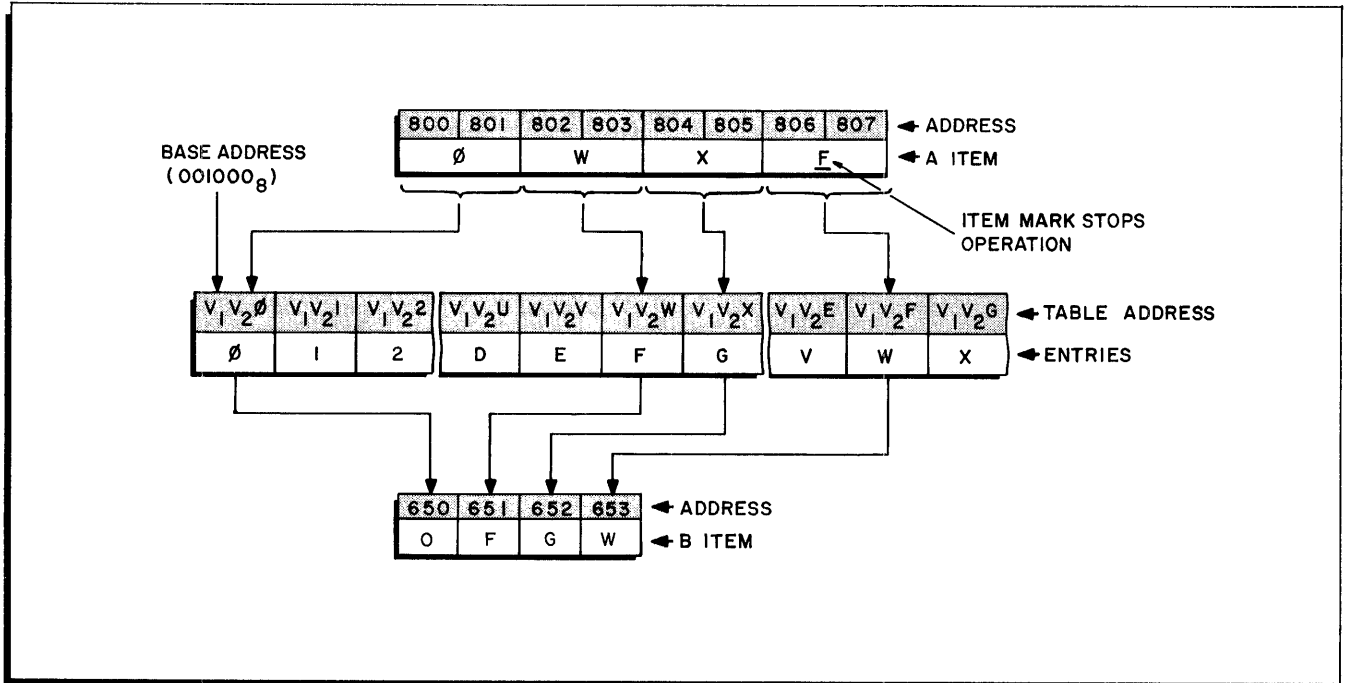 800 801 802 803 804 805 806 807 ADDRESS
Ø W X F A ITEM
BASE ADDRESS
(001000₈)
ITEM MARK STOPS
OPERATION
V₁V₂Ø V₁V₂1 V₁V₂2 V₁V₂U V₁V₂V V₁V₂W V₁V₂X V₁V₂E V₁V₂F V₁V₂G TABLE ADDRESS
Ø 1 2 D E F G V W X ENTRIES
650 651 652 653 ADDRESS
O F G W B ITEM